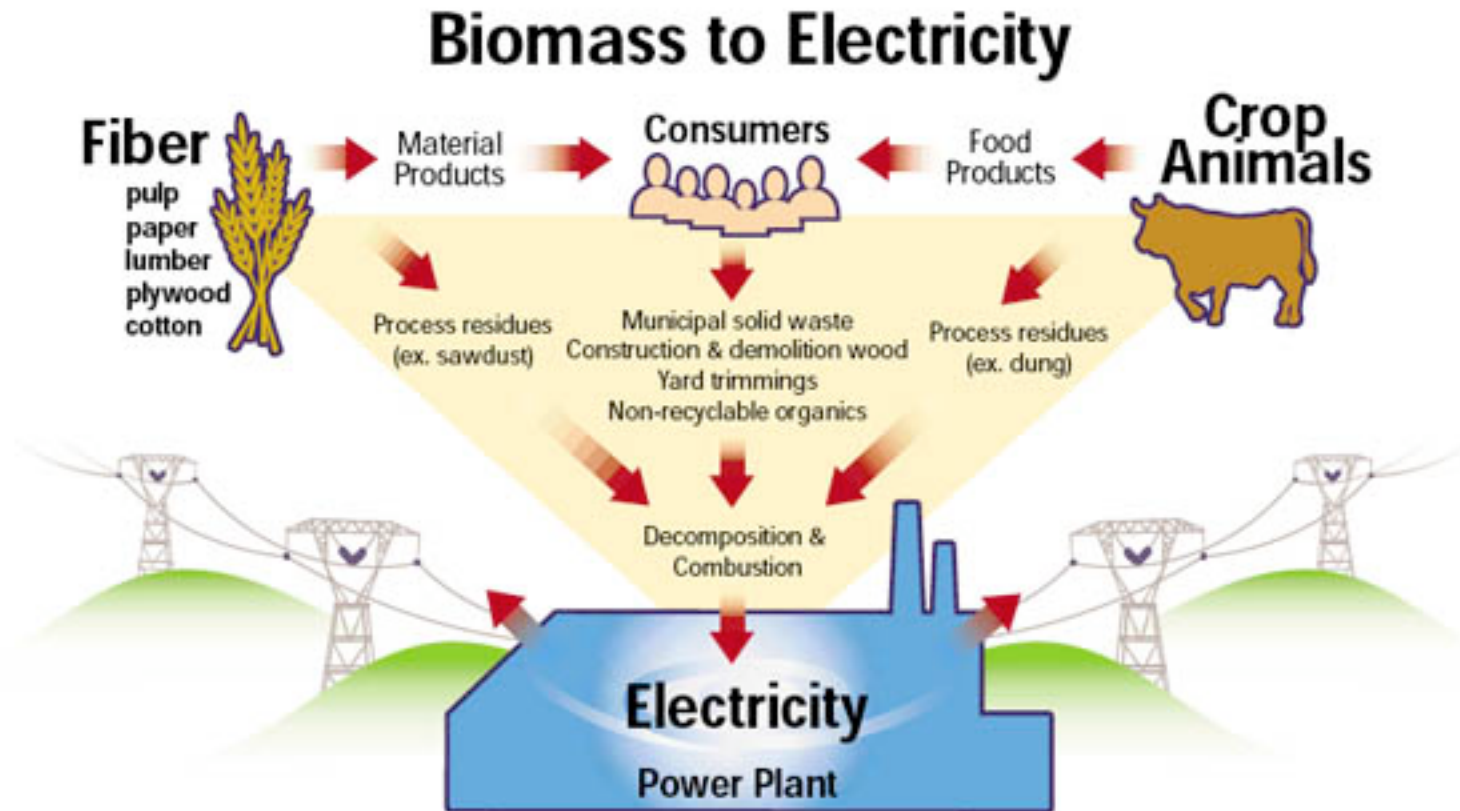 Biomass to Electricity
Fiber
pulp
paper
lumber
plywood
cotton
Material
Products
Consumers
Food
Products
Crop
Animals
Process residues
(ex. sawdust)
Municipal solid waste
Construction & demolition wood
Yard trimmings
Non-recyclable organics
Process residues
(ex. dung)
Decomposition &
Combustion
Electricity
Power Plant